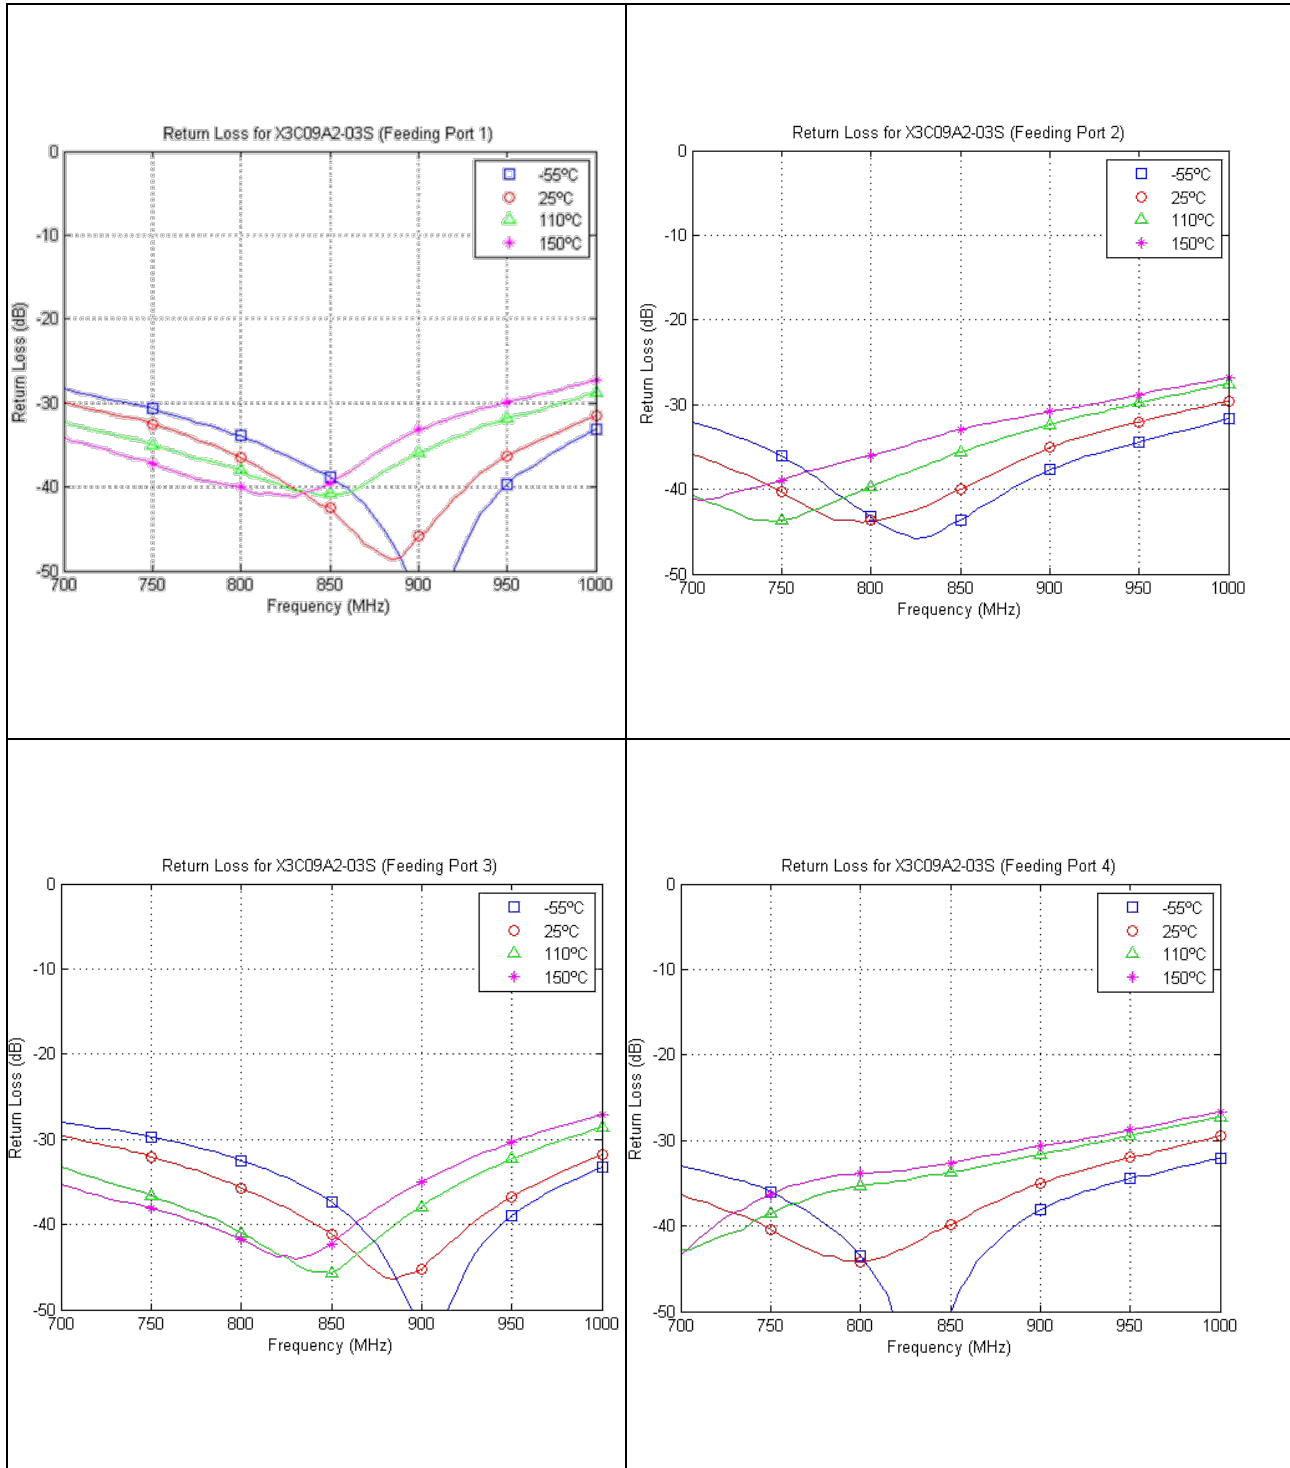 Return Loss for X3C09A2-03S (Feeding Port 1)
0
-10
-20
-30
-40
-50
Return Loss (dB)
-55ºC
25ºC
110ºC
150ºC
700 750 800 850 900 950 1000
Frequency (MHz)
Return Loss for X3C09A2-03S (Feeding Port 2)
0
-10
-20
-30
-40
-50
Return Loss (dB)
-55ºC
25ºC
110ºC
150ºC
700 750 800 850 900 950 1000
Frequency (MHz)
Return Loss for X3C09A2-03S (Feeding Port 3)
0
-10
-20
-30
-40
-50
Return Loss (dB)
-55ºC
25ºC
110ºC
150ºC
700 750 800 850 900 950 1000
Frequency (MHz)
Return Loss for X3C09A2-03S (Feeding Port 4)
0
-10
-20
-30
-40
-50
Return Loss (dB)
-55ºC
25ºC
110ºC
150ºC
700 750 800 850 900 950 1000
Frequency (MHz)